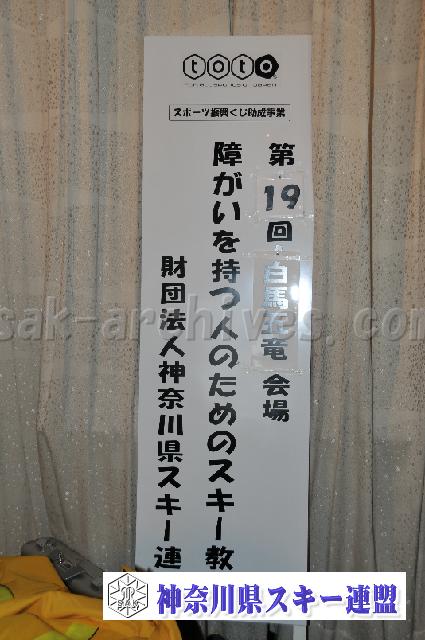 toto
スポーツ振興くじ助成事業
第19回 白馬五竜 会場
障がいを持つ人のためのスキー教
財団法人神奈川県スキー連
sak-archives.com
神奈川県スキー連盟